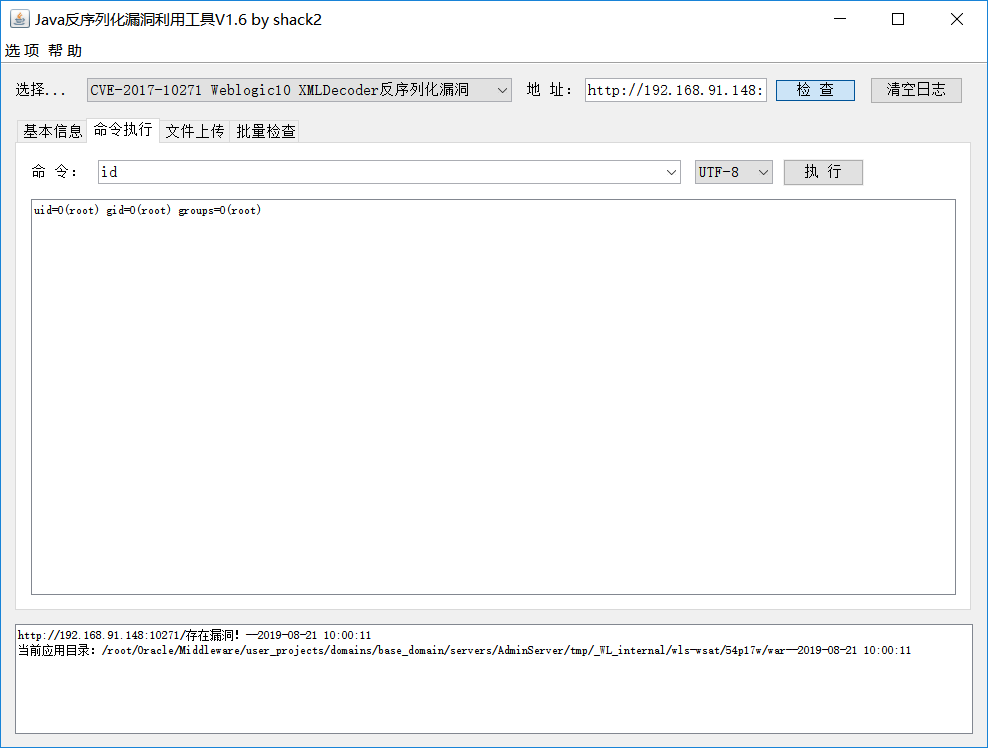 Java反序列化漏洞利用工具V1.6 by shack2
选项 帮助
选择... CVE-2017-10271 Weblogic10 XMLDecoder反序列化漏洞 地 址： http://192.168.91.148: 检 查 清空日志
基本信息 命令执行 文件上传 批量检查
命 令： id UTF-8 执 行
uid=0(root) gid=0(root) groups=0(root)
http://192.168.91.148:10271/存在漏洞！--2019-08-21 10:00:11
当前应用目录：/root/Oracle/Middleware/user_projects/domains/base_domain/servers/AdminServer/tmp/_WL_internal/wls-wsat/54p17w/war--2019-08-21 10:00:11